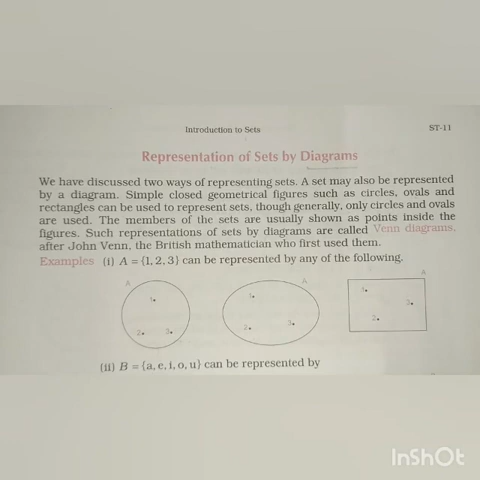 Introduction to Sets
ST-11
Representation of Sets by Diagrams
We have discussed two ways of representing sets. A set may also be represented
by a diagram. Simple closed geometrical figures such as circles, ovals and
rectangles can be used to represent sets, though generally, only circles and ovals
are used. The members of the sets are usually shown as points inside the
figures. Such representations of sets by diagrams are called Venn diagrams,
after John Venn, the British mathematician who first used them.
Examples (i) A = {1, 2, 3} can be represented by any of the following.
A
A
A
1.
1.
1.
3.
2.
3.
2.
3.
2.
(ii) B = {a, e, i, o, u} can be represented by
InShOt